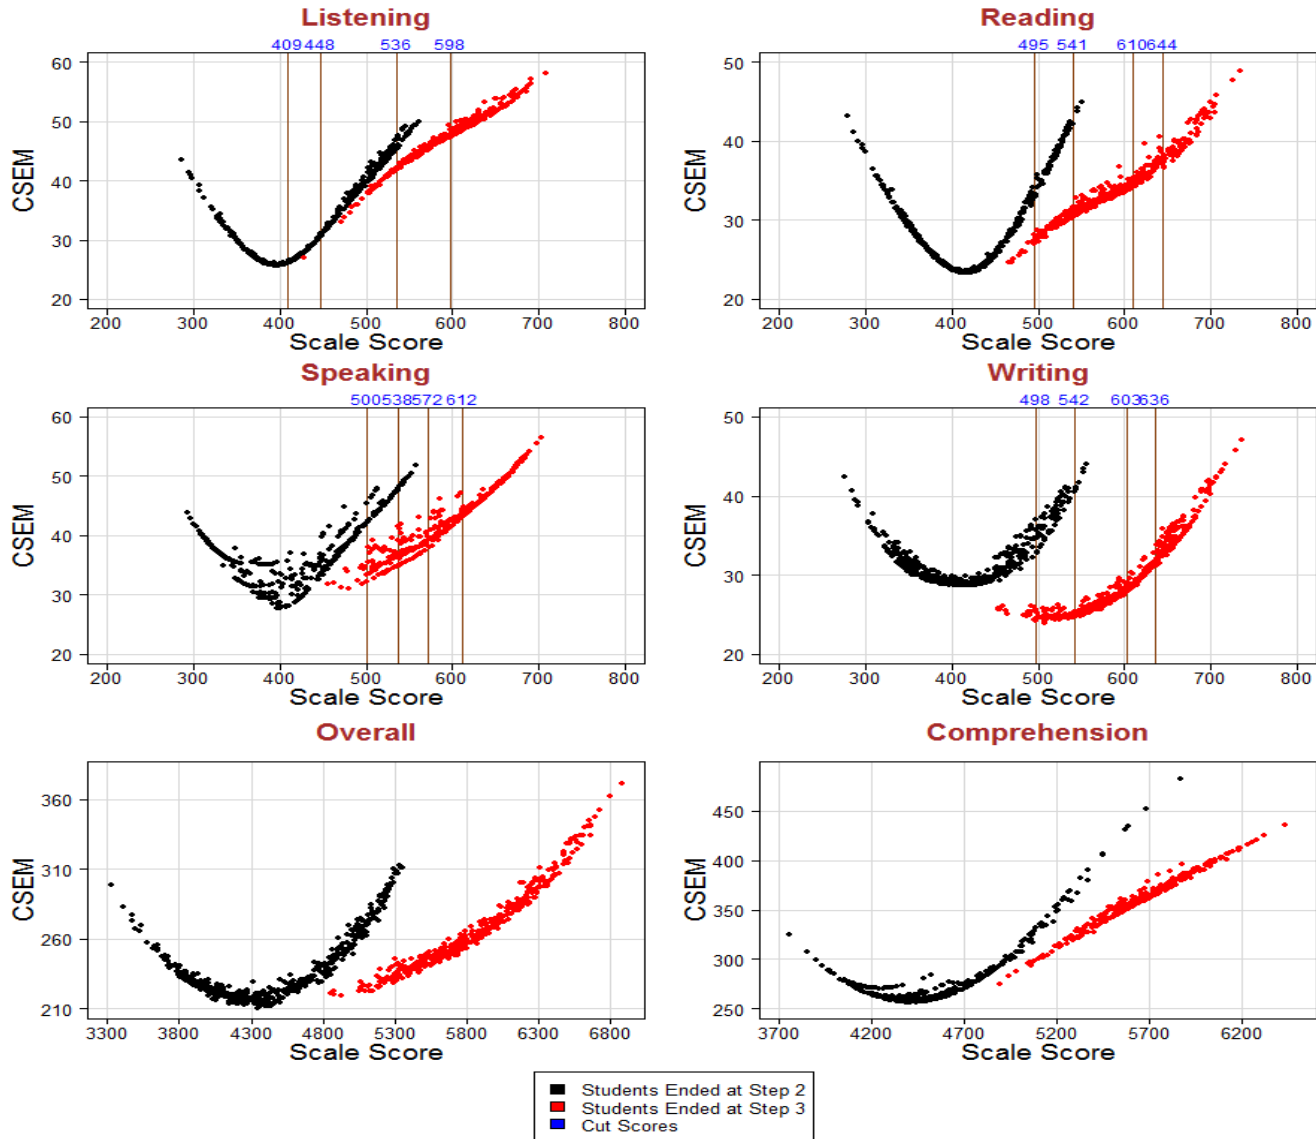 Listening
409 448 536 598
60
50
40
30
20
CSEM
200 300 400 500 600 700 800
Scale Score
Reading
495 541 610 644
50
40
30
20
CSEM
200 300 400 500 600 700 800
Scale Score
Speaking
500 538 572 612
60
50
40
30
20
CSEM
200 300 400 500 600 700 800
Scale Score
Writing
498 542 603 636
50
40
30
20
CSEM
200 300 400 500 600 700 800
Scale Score
Overall
360
310
260
210
CSEM
3300 3800 4300 4800 5300 5800 6300 6800
Scale Score
Comprehension
450
400
350
300
250
CSEM
3700 4200 4700 5200 5700 6200
Scale Score
Students Ended at Step 2
Students Ended at Step 3
Cut Scores